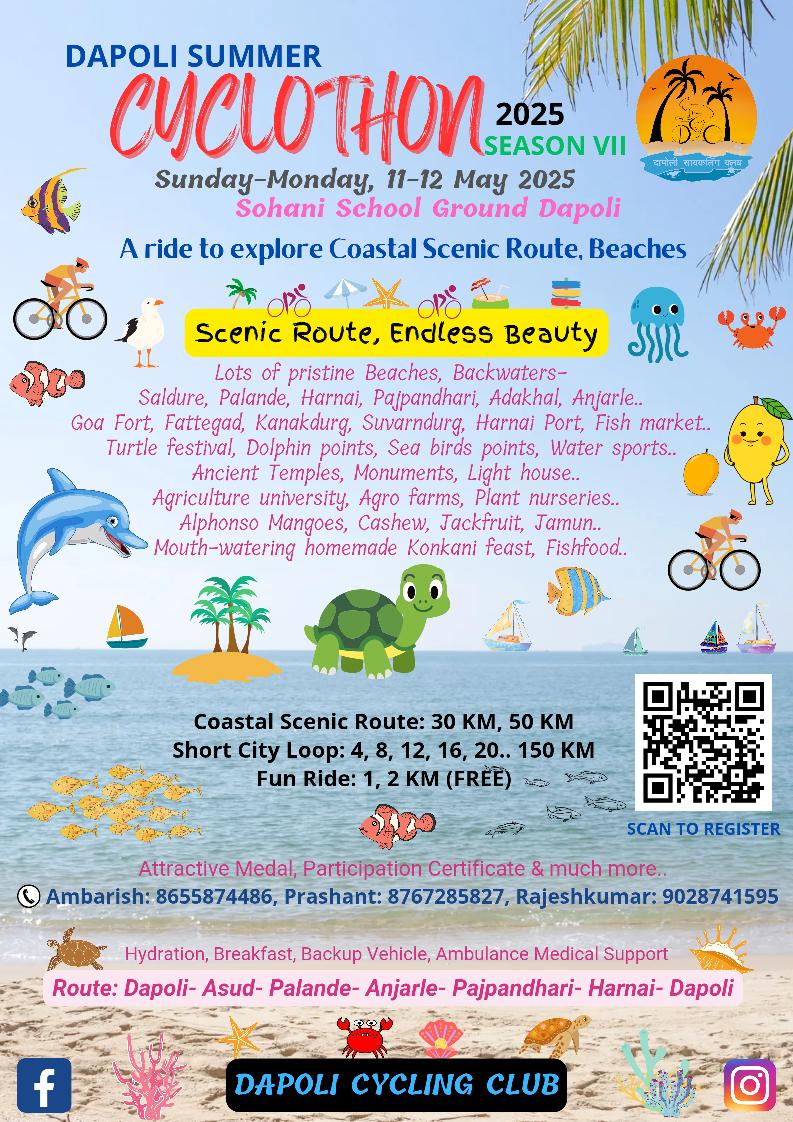 DAPOLI SUMMER
CYCLOTHON
2025
SEASON VII
दापोली सायकलिंग क्लब
Sunday-Monday, 11-12 May 2025
Sohani School Ground Dapoli
A ride to explore Coastal Scenic Route, Beaches
Scenic Route, Endless Beauty
Lots of pristine Beaches, Backwaters-
Saldure, Palande, Harnai, Pajpandhari, Adakhal, Anjarle..
Goa Fort, Fattegad, Kanakdurg, Suvarndurg, Harnai Port, Fish market..
Turtle festival, Dolphin points, Sea birds points, Water sports..
Ancient Temples, Monuments, Light house..
Agriculture university, Agro farms, Plant nurseries..
Alphonso Mangoes, Cashew, Jackfruit, Jamun..
Mouth-watering homemade Konkani feast, Fishfood..
Coastal Scenic Route: 30 KM, 50 KM
Short City Loop: 4, 8, 12, 16, 20.. 150 KM
Fun Ride: 1, 2 KM (FREE)
SCAN TO REGISTER
Attractive Medal, Participation Certificate & much more..
Ambarish: 8655874486, Prashant: 8767285827, Rajeshkumar: 9028741595
Hydration, Breakfast, Backup Vehicle, Ambulance Medical Support
Route: Dapoli- Asud- Palande- Anjarle- Pajpandhari- Harnai- Dapoli
DAPOLI CYCLING CLUB